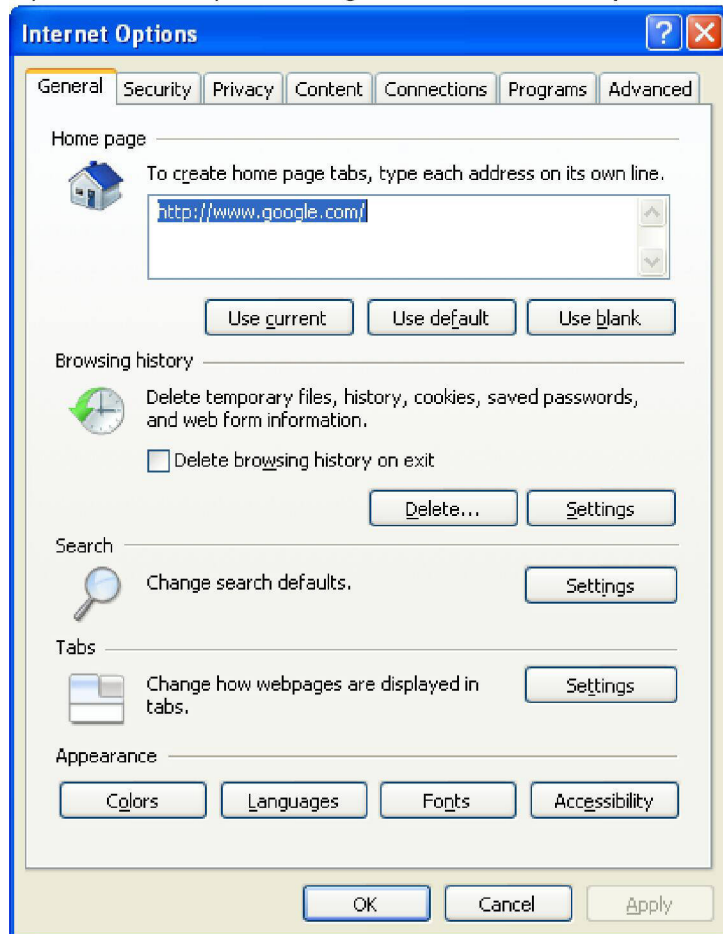 Internet Options
General Security Privacy Content Connections Programs Advanced
Home page
To create home page tabs, type each address on its own line.
http://www.google.com/
Use current Use default Use blank
Browsing history
Delete temporary files, history, cookies, saved passwords,
and web form information.
Delete browsing history on exit
Delete... Settings
Search
Change search defaults.
Settings
Tabs
Change how webpages are displayed in
tabs.
Settings
Appearance
Colors Languages Fonts Accessibility
OK Cancel Apply